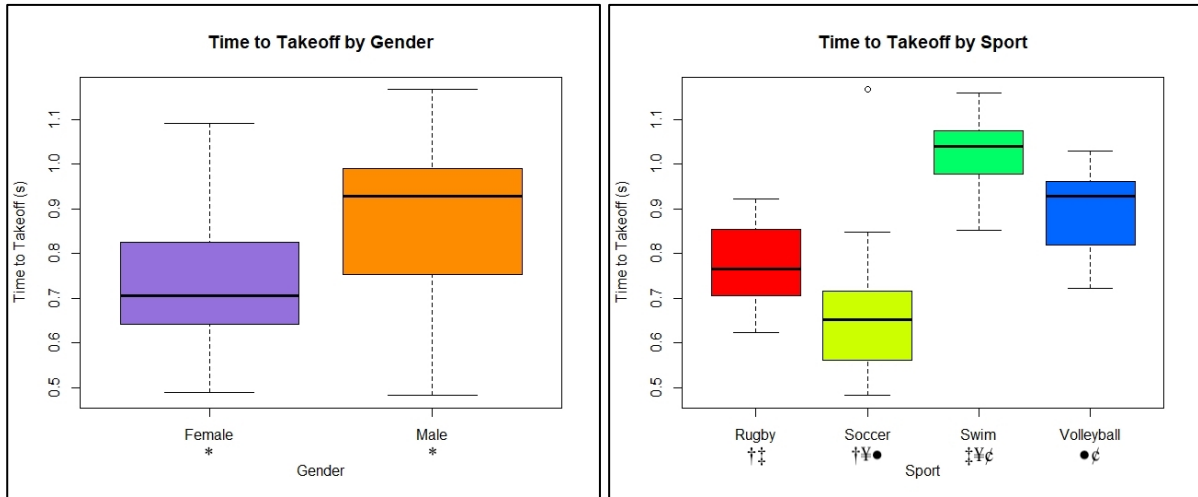 Time to Takeoff by Gender
Time to Takeoff (s)
1.1
1.0
0.9
0.8
0.7
0.6
0.5
Female Male
* *
Gender
Time to Takeoff by Sport
Time to Takeoff (s)
1.1
1.0
0.9
0.8
0.7
0.6
0.5
Rugby Soccer Swim Volleyball
†‡ †¥● ‡¥¢ ●¢
Sport